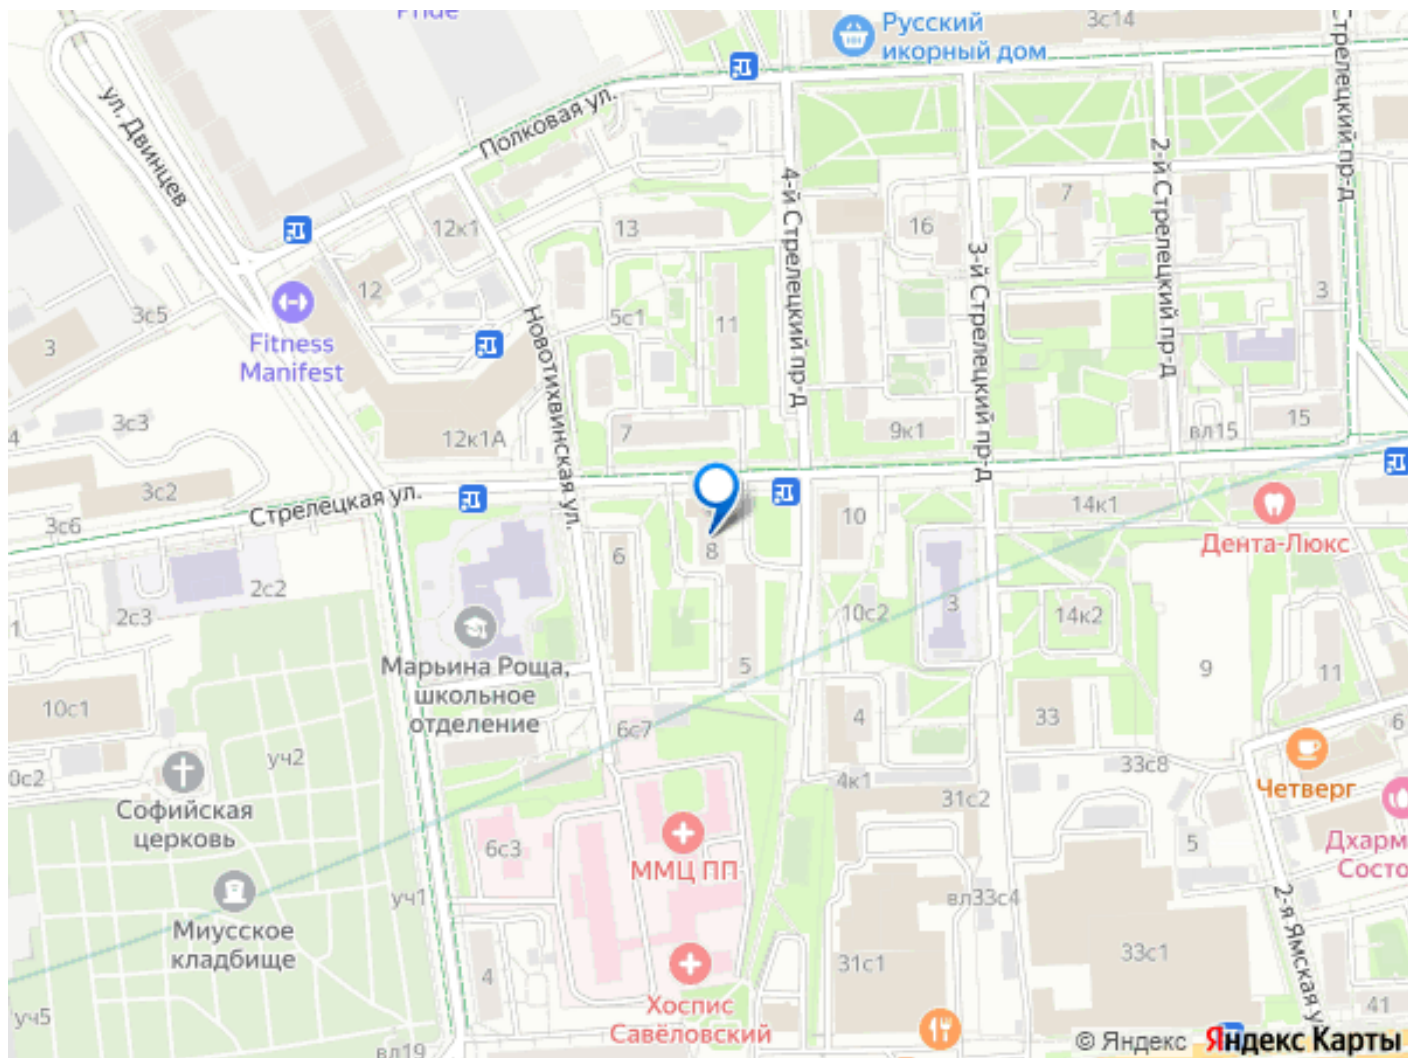 Pride
Русский
икорный дом
3с14
Стрелецкий пр-д
ул. Двинцев
Полковая ул.
4-й Стрелецкий пр-д
2-й Стрелецкий пр-д
7
12к1
13
16
3-й Стрелецкий пр-д
12
3с5
Fitness
Manifest
3
Новотихвинская ул.
5с1
11
3
3с3
4
12к1А
7
9к1
вл15
15
3с2
Стрелецкая ул.
3с6
10
14к1
Дента-Люкс
8
6
2с2
2с3
1
3
10с2
14к2
Марьина Роща,
школьное
отделение
5
9
11
10с1
6с7
4
33
6
уч2
0с2
Софийская
церковь
4к1
31с2
33с8
Четверг
6с3
ММЦ ПП
5
Дхарм
Состо
уч1
вл33с4
2-я Ямская у
Миусское
кладбище
4
31с1
33с1
уч5
Хоспис
Савёловский
41
вл19
© Яндекс Яндекс Карты